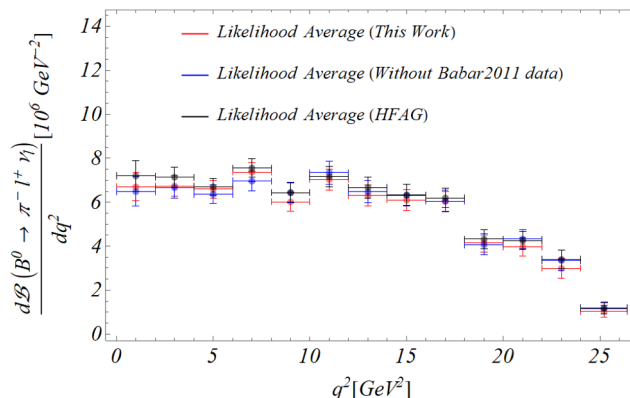 14
12
10
8
6
4
2
0
dℬ (B⁰ → π⁻ l⁺ νₗ)
dq²
[10⁶ GeV⁻²]
Likelihood Average (This Work)
Likelihood Average (Without Babar2011 data)
Likelihood Average (HFAG)
0 5 10 15 20 25
q²[GeV²]